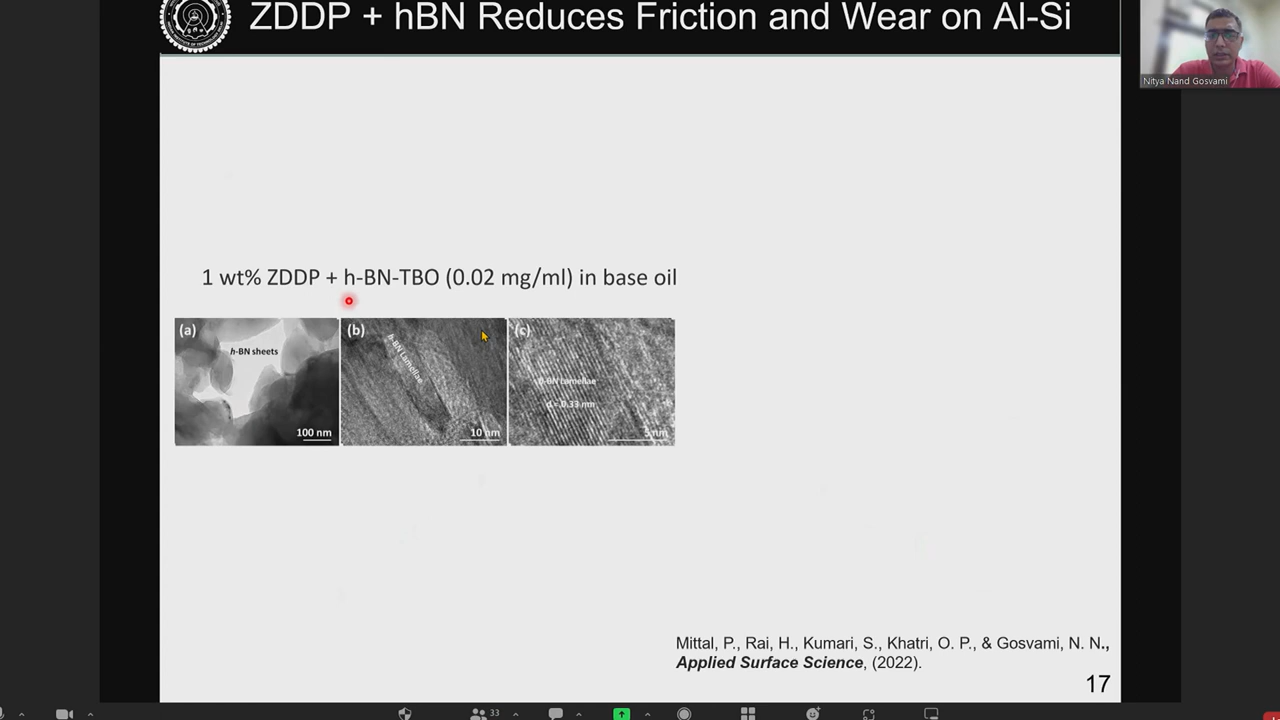 ZDDP + hBN Reduces Friction and Wear on Al-Si
Nitya Nand Gosvami
1 wt% ZDDP + h-BN-TBO (0.02 mg/ml) in base oil
(a)
h-BN sheets
100 nm
(b)
h-BN Lamellae
10 nm
(c)
h-BN Lamellae
d = 0.33 nm
5 nm
Mittal, P., Rai, H., Kumari, S., Khatri, O. P., & Gosvami, N. N.,
Applied Surface Science, (2022).
17
33